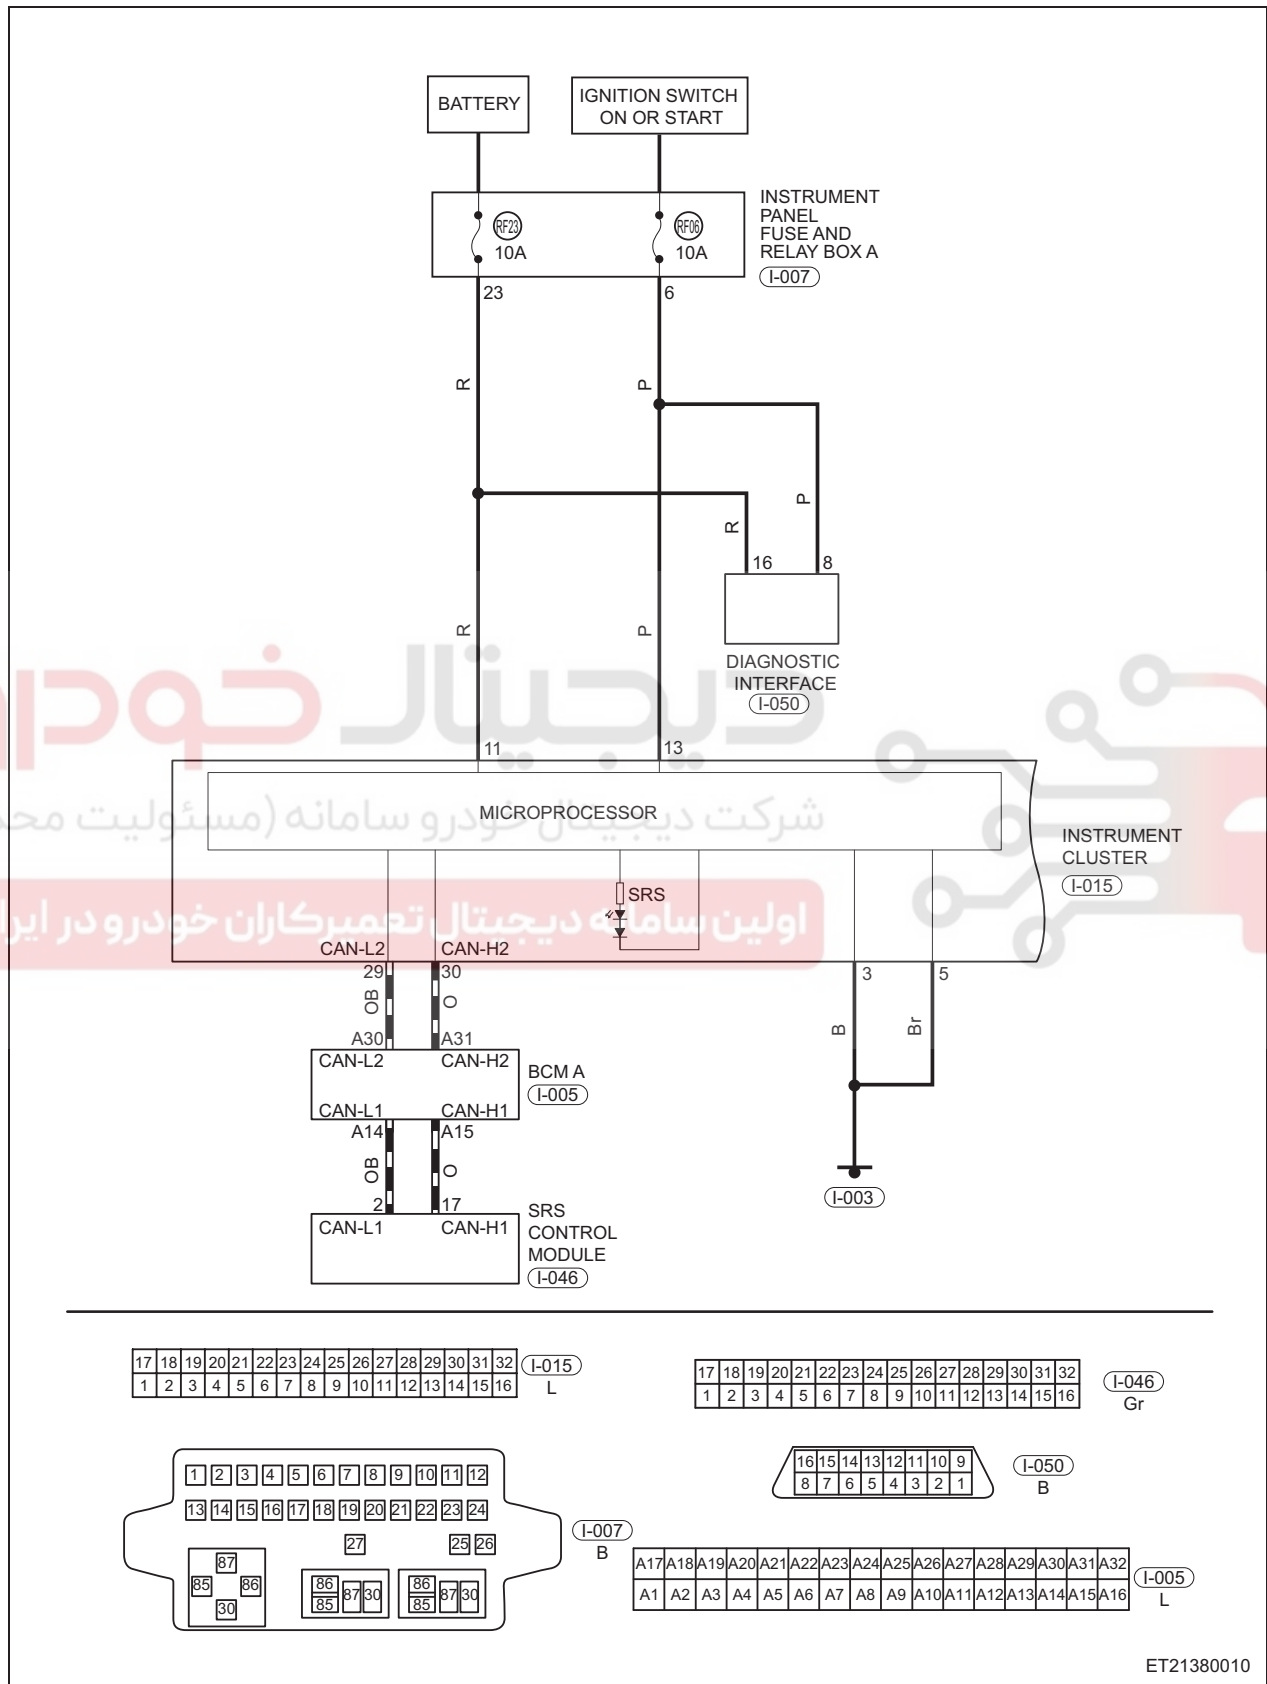 BATTERY
IGNITION SWITCH
ON OR START
INSTRUMENT
PANEL
FUSE AND
RELAY BOX A
I-007
RF23
10A
RF06
10A
23
6
R
P
R
P
16
8
R
P
DIAGNOSTIC
INTERFACE
I-050
دیجیتال خودرو
11
13
MICROPROCESSOR
شرکت دیجیتال خودرو سامانه (مسئولیت
INSTRUMENT
CLUSTER
I-015
SRS
اولین سامانه دیجیتال تعمیرکاران خودرو در
CAN-L2
CAN-H2
29
30
3
5
OB
O
B
Br
A30
A31
CAN-L2
CAN-H2
BCM A
I-005
CAN-L1
CAN-H1
A14
A15
OB
O
I-003
2
17
CAN-L1
CAN-H1
SRS
CONTROL
MODULE
I-046
17 18 19 20 21 22 23 24 25 26 27 28 29 30 31 32
1 2 3 4 5 6 7 8 9 10 11 12 13 14 15 16
I-015
L
17 18 19 20 21 22 23 24 25 26 27 28 29 30 31 32
1 2 3 4 5 6 7 8 9 10 11 12 13 14 15 16
I-046
Gr
1 2 3 4 5 6 7 8 9 10 11 12
13 14 15 16 17 18 19 20 21 22 23 24
27 25 26
87
85 86
30
86
85
87 30
86
85
87 30
I-007
B
16 15 14 13 12 11 10 9
8 7 6 5 4 3 2 1
I-050
B
A17 A18 A19 A20 A21 A22 A23 A24 A25 A26 A27 A28 A29 A30 A31 A32
A1 A2 A3 A4 A5 A6 A7 A8 A9 A10 A11 A12 A13 A14 A15 A16
I-005
L
ET21380010